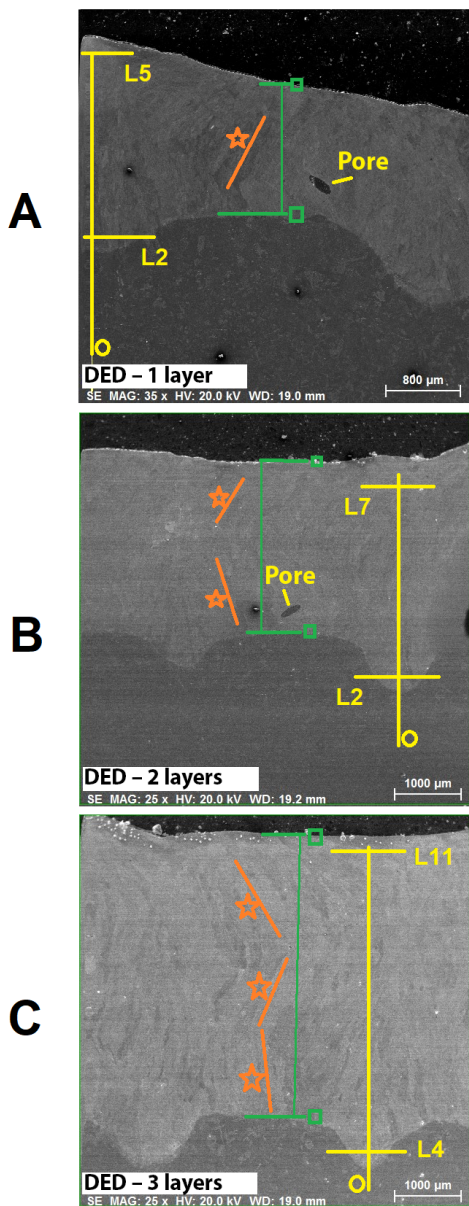 A
L5
Pore
L2
DED – 1 layer
800 µm
SE MAG: 35 x HV: 20.0 kV WD: 19.0 mm
B
L7
Pore
L2
DED – 2 layers
1000 µm
SE MAG: 25 x HV: 20.0 kV WD: 19.2 mm
C
L11
L4
DED – 3 layers
1000 µm
SE MAG: 25 x HV: 20.0 kV WD: 19.0 mm